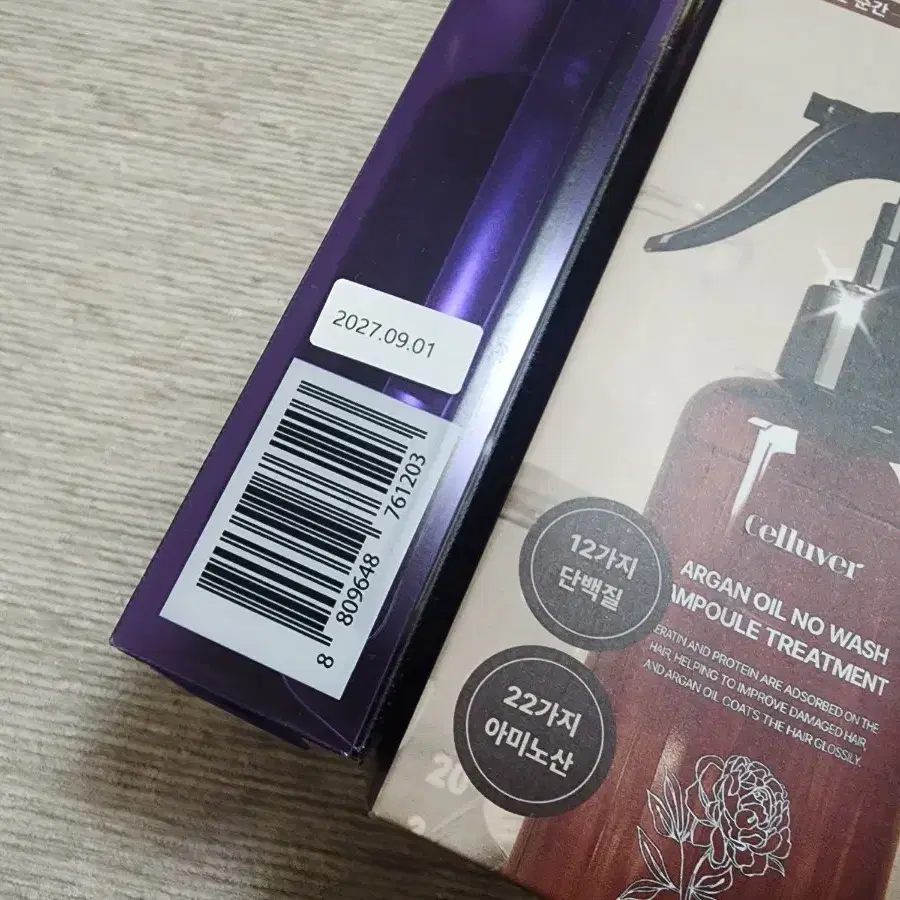 2027.09.01
8 809648 761203
순간
Celluver
ARGAN OIL NO WASH
AMPOULE TREATMENT
KERATIN AND PROTEIN ARE ADSORBED ON THE
HAIR, HELPING TO IMPROVE DAMAGED HAIR
AND ARGAN OIL COATS THE HAIR GLOSSILY.
12가지
단백질
22가지
아미노산